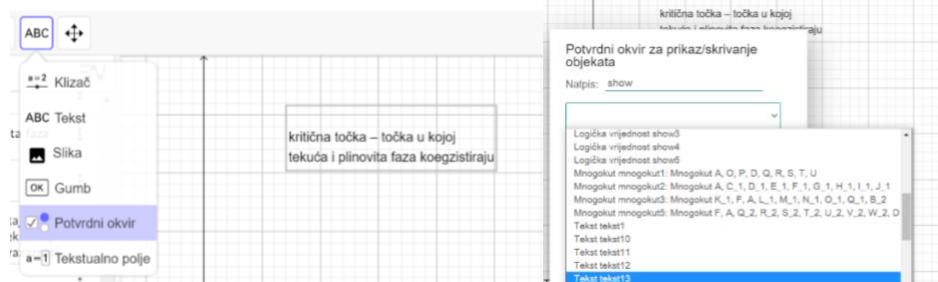 ABC
a=2 Klizač
ABC Tekst
Slika
OK Gumb
Potvrdni okvir
a=1 Tekstualno polje
kritična točka – točka u kojoj
tekuća i plinovita faza koegzistiraju
kritična točka – točka u kojoj
tekuća i plinovita faza koegzistiraju
Potvrdni okvir za prikaz/skrivanje
objekata
Natpis: show
Logička vrijednost show3
Logička vrijednost show4
Logička vrijednost show5
Mnogokut mnogokut1: Mnogokut A, O, P, D, Q, R, S, T, U
Mnogokut mnogokut2: Mnogokut A, C_1, D_1, E_1, F_1, G_1, H_1, I_1, J_1
Mnogokut mnogokut3: Mnogokut K_1, F, A, L_1, M_1, N_1, O_1, Q_1, B_2
Mnogokut mnogokut5: Mnogokut F, A, Q_2, R_2, S_2, T_2, U_2, V_2, W_2, D
Tekst tekst1
Tekst tekst10
Tekst tekst11
Tekst tekst12
Tekst tekst13